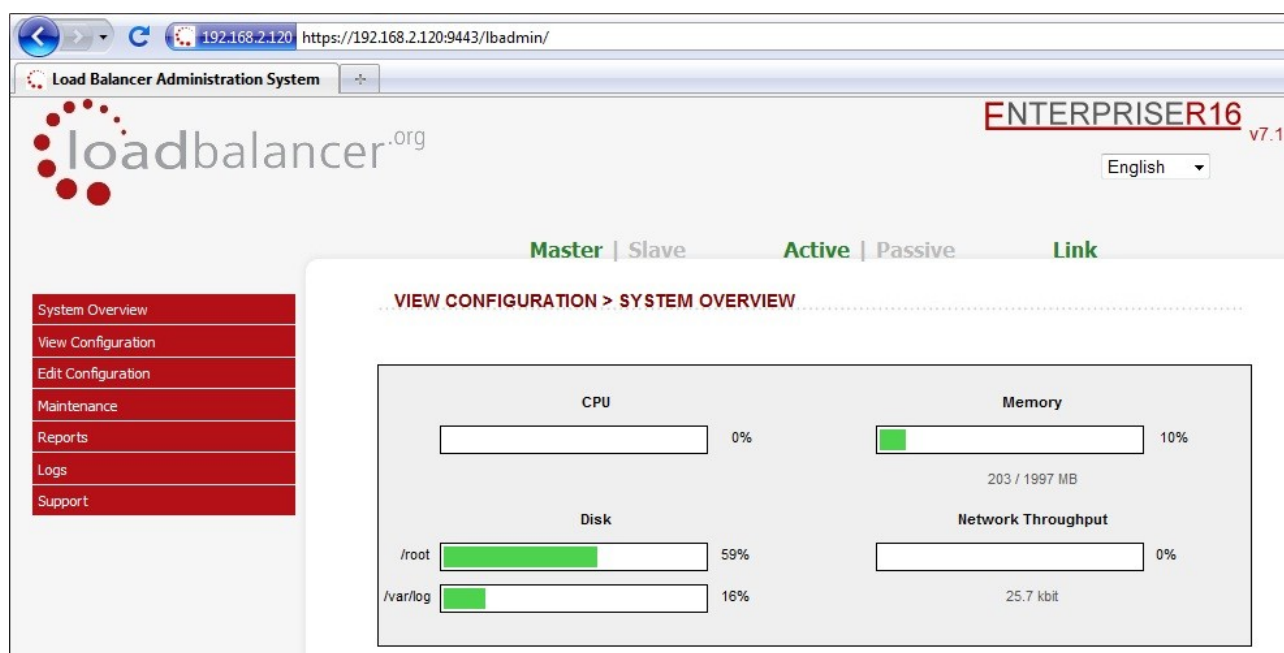 192.168.2.120 https://192.168.2.120:9443/lbadmin/
Load Balancer Administration System
loadbalancer.org
ENTERPRISER16
v7.1
English
Master | Slave Active | Passive Link
System Overview
View Configuration
Edit Configuration
Maintenance
Reports
Logs
Support
VIEW CONFIGURATION > SYSTEM OVERVIEW
CPU
0%
Memory
10%
203 / 1997 MB
Disk
/root 59%
/var/log 16%
Network Throughput
0%
25.7 kbit